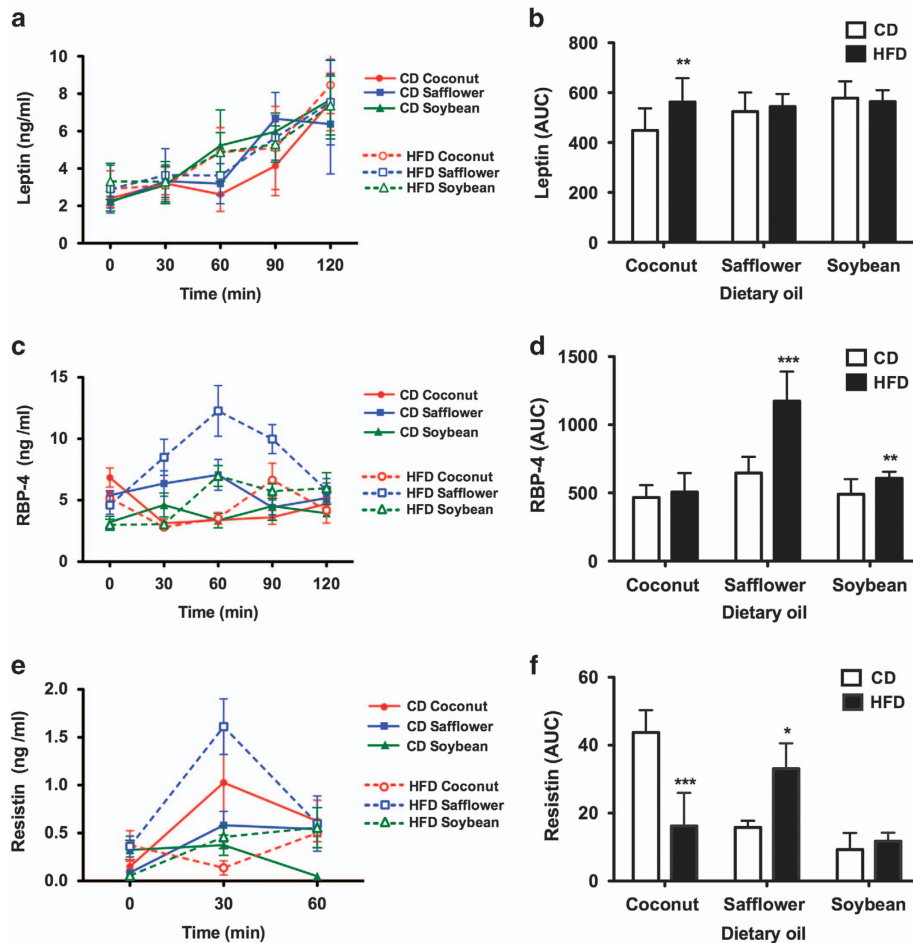 a
Leptin (ng/ml)
10
8
6
4
2
0
0 30 60 90 120
Time (min)
CD Coconut
CD Safflower
CD Soybean
HFD Coconut
HFD Safflower
HFD Soybean
b
Leptin (AUC)
800
600
400
200
0
**
CD
HFD
Coconut Safflower Soybean
Dietary oil
c
RBP-4 (ng /ml)
15
10
5
0
0 30 60 90 120
Time (min)
CD Coconut
CD Safflower
CD Soybean
HFD Coconut
HFD Safflower
HFD Soybean
d
RBP-4 (AUC)
1500
1000
500
0
***
**
CD
HFD
Coconut Safflower Soybean
Dietary oil
e
Resistin (ng /ml)
2.0
1.5
1.0
0.5
0.0
0 30 60
Time (min)
CD Coconut
CD Safflower
CD Soybean
HFD Coconut
HFD Safflower
HFD Soybean
f
Resistin (AUC)
60
40
20
0
***
*
CD
HFD
Coconut Safflower Soybean
Dietary oil